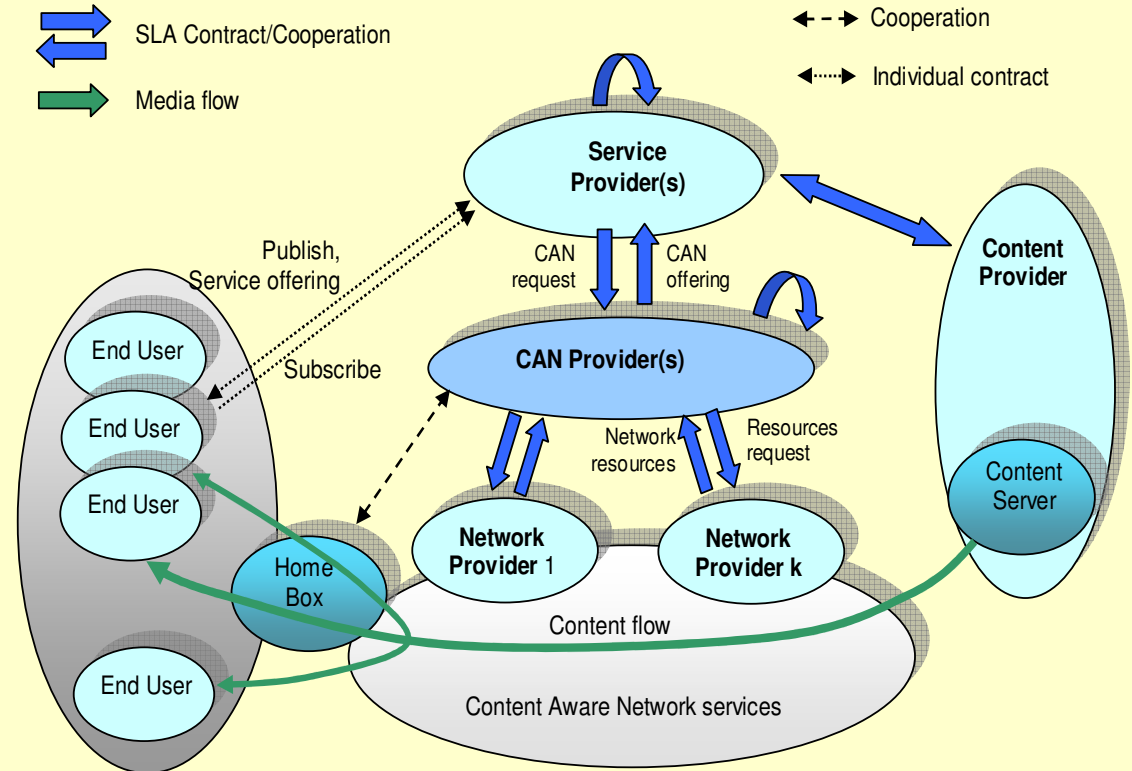 SLA Contract/Cooperation
Media flow
Cooperation
Individual contract
Service
Provider(s)
Publish,
Service offering
Subscribe
CAN
request
CAN
offering
Content
Provider
End User
End User
End User
End User
CAN Provider(s)
Network
resources
Resources
request
Content
Server
Network
Provider 1
Network
Provider k
Home
Box
Content flow
Content Aware Network services